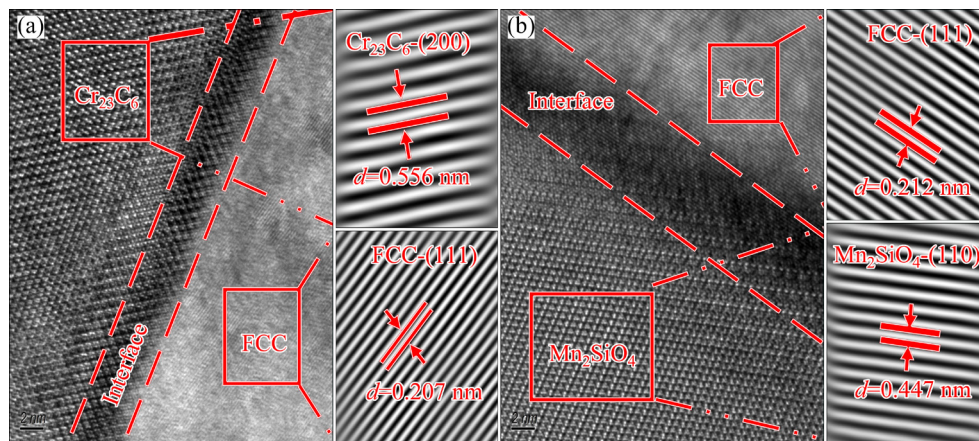 (a)
Cr₂₃C₆
Interface
FCC
2 nm
Cr₂₃C₆-(200)
d=0.556 nm
FCC-(111)
d=0.207 nm
(b)
Interface
FCC
Mn₂SiO₄
2 nm
FCC-(111)
d=0.212 nm
Mn₂SiO₄-(110)
d=0.447 nm